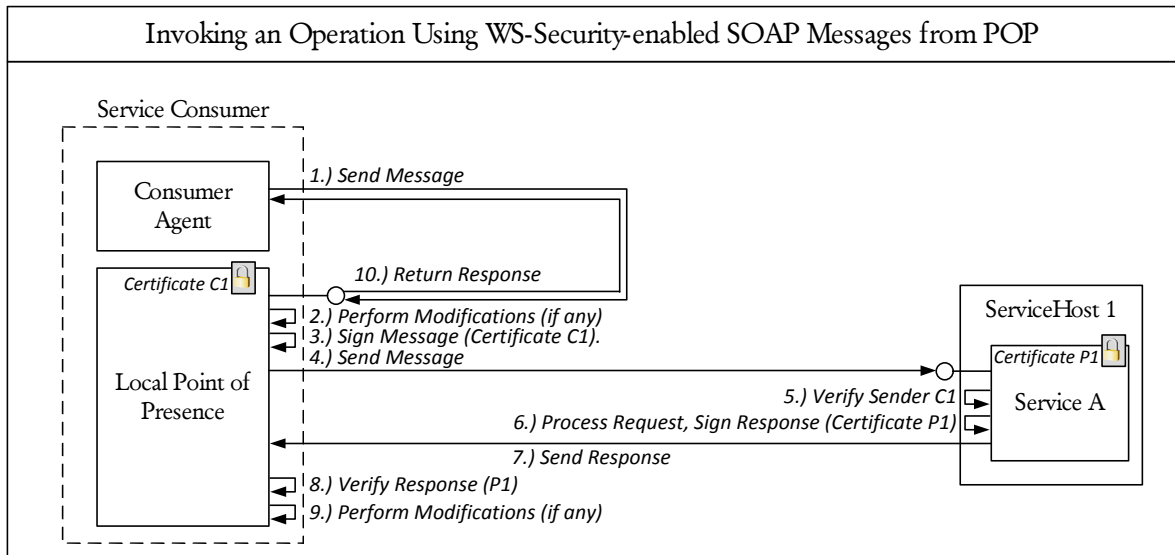 Invoking an Operation Using WS-Security-enabled SOAP Messages from POP
Service Consumer
Consumer
Agent
1.) Send Message
10.) Return Response
Certificate C1
2.) Perform Modifications (if any)
3.) Sign Message (Certificate C1).
4.) Send Message
Local Point of
Presence
ServiceHost 1
Certificate P1
Service A
5.) Verify Sender C1
6.) Process Request, Sign Response (Certificate P1)
7.) Send Response
8.) Verify Response (P1)
9.) Perform Modifications (if any)